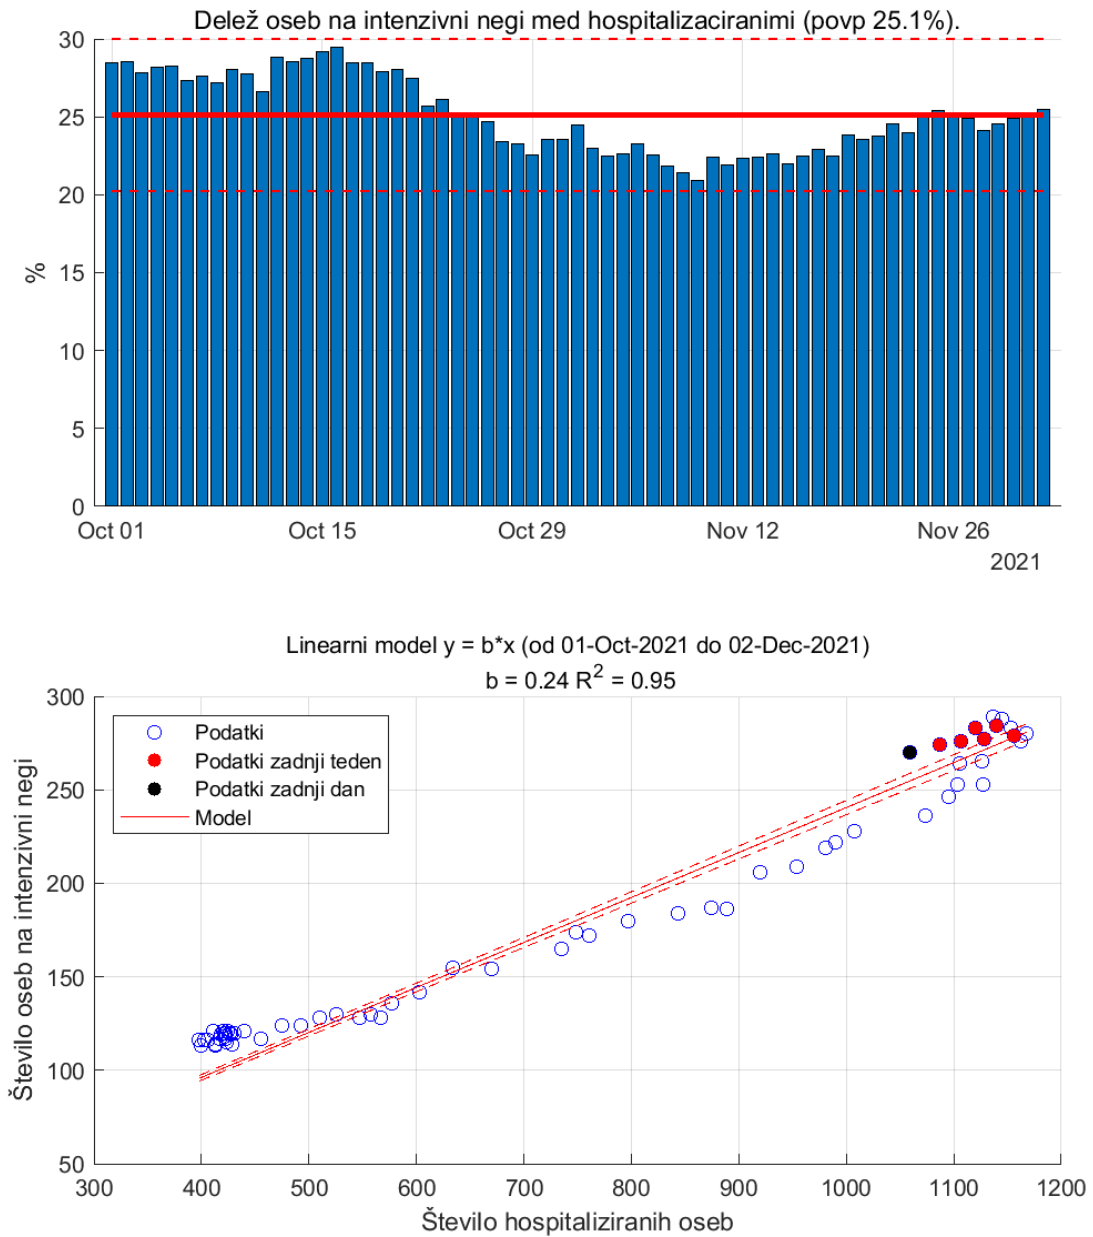 Delež oseb na intenzivni negi med hospitalizaciranimi (povp 25.1%).
30
25
20
15
10
5
0
%
Oct 01 Oct 15 Oct 29 Nov 12 Nov 26
2021
Linearni model y = b*x (od 01-Oct-2021 do 02-Dec-2021)
b = 0.24 R² = 0.95
300
250
200
150
100
50
Število oseb na intenzivni negi
Podatki
Podatki zadnji teden
Podatki zadnji dan
Model
300 400 500 600 700 800 900 1000 1100 1200
Število hospitaliziranih oseb